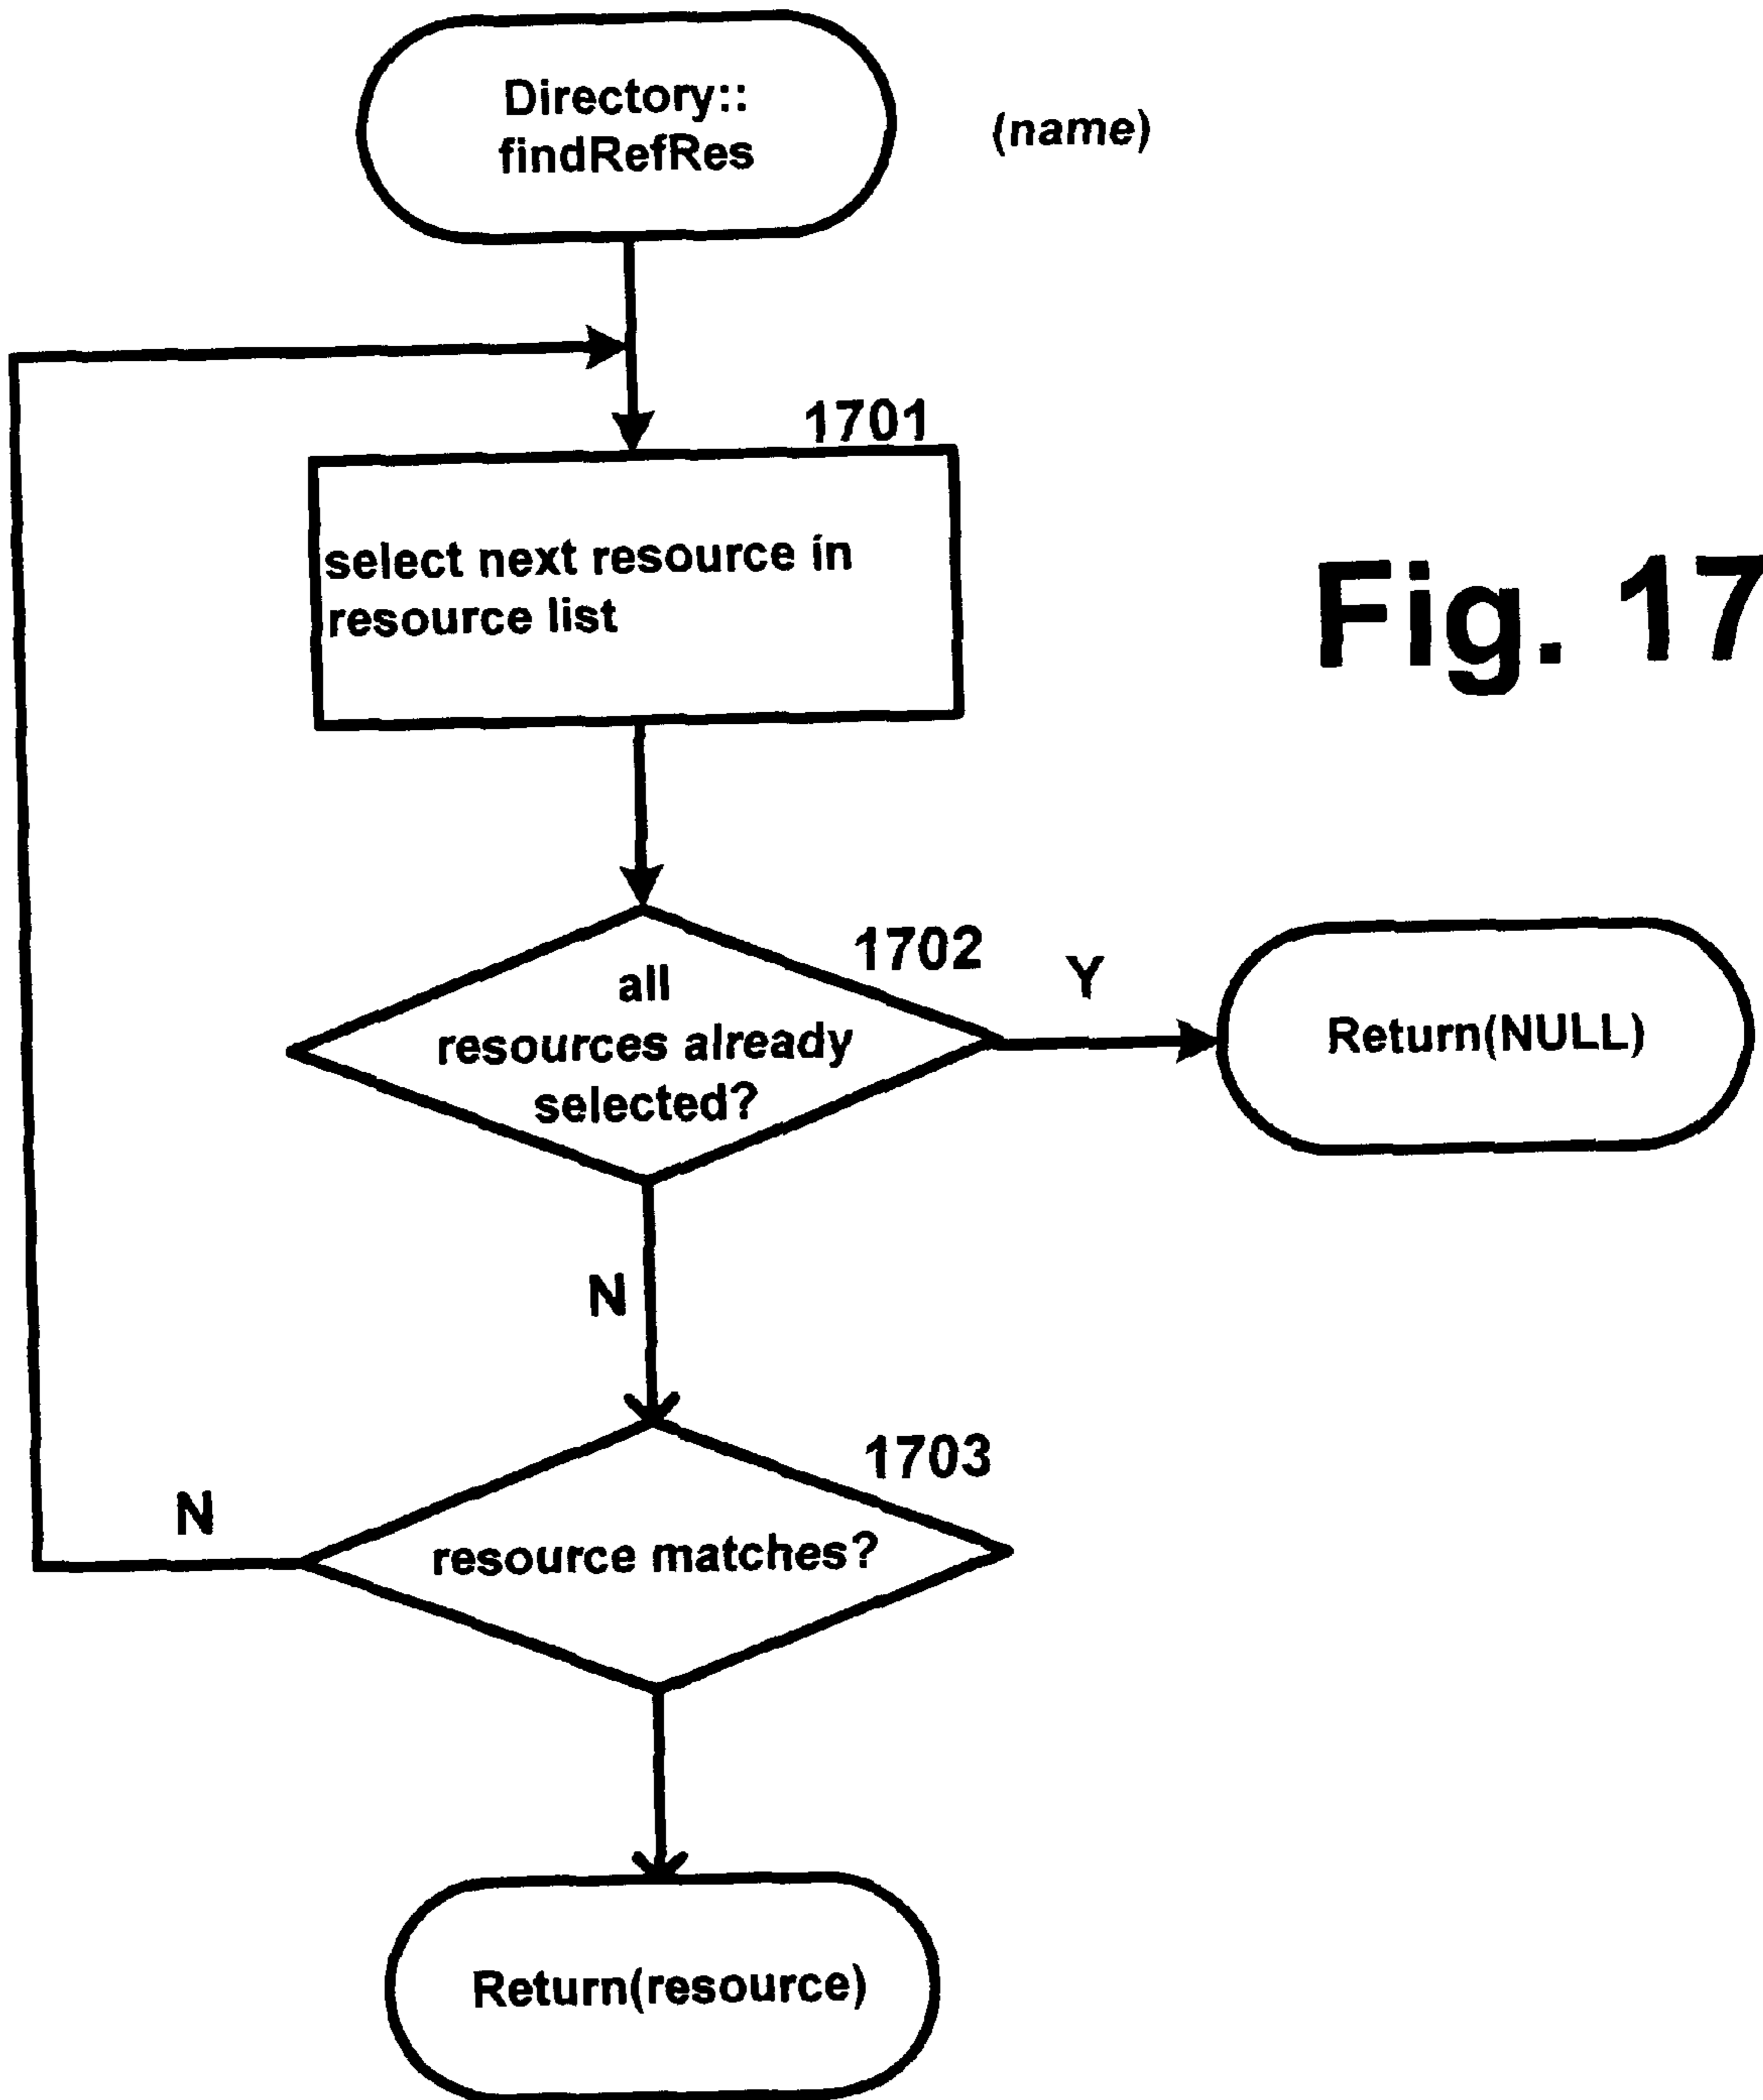 Directory::
findRefRes
(name)
1701
select next resource in
resource list
Fig. 17
1702
all
resources already
selected?
Y
Return(NULL)
N
1703
N
resource matches?
Return(resource)